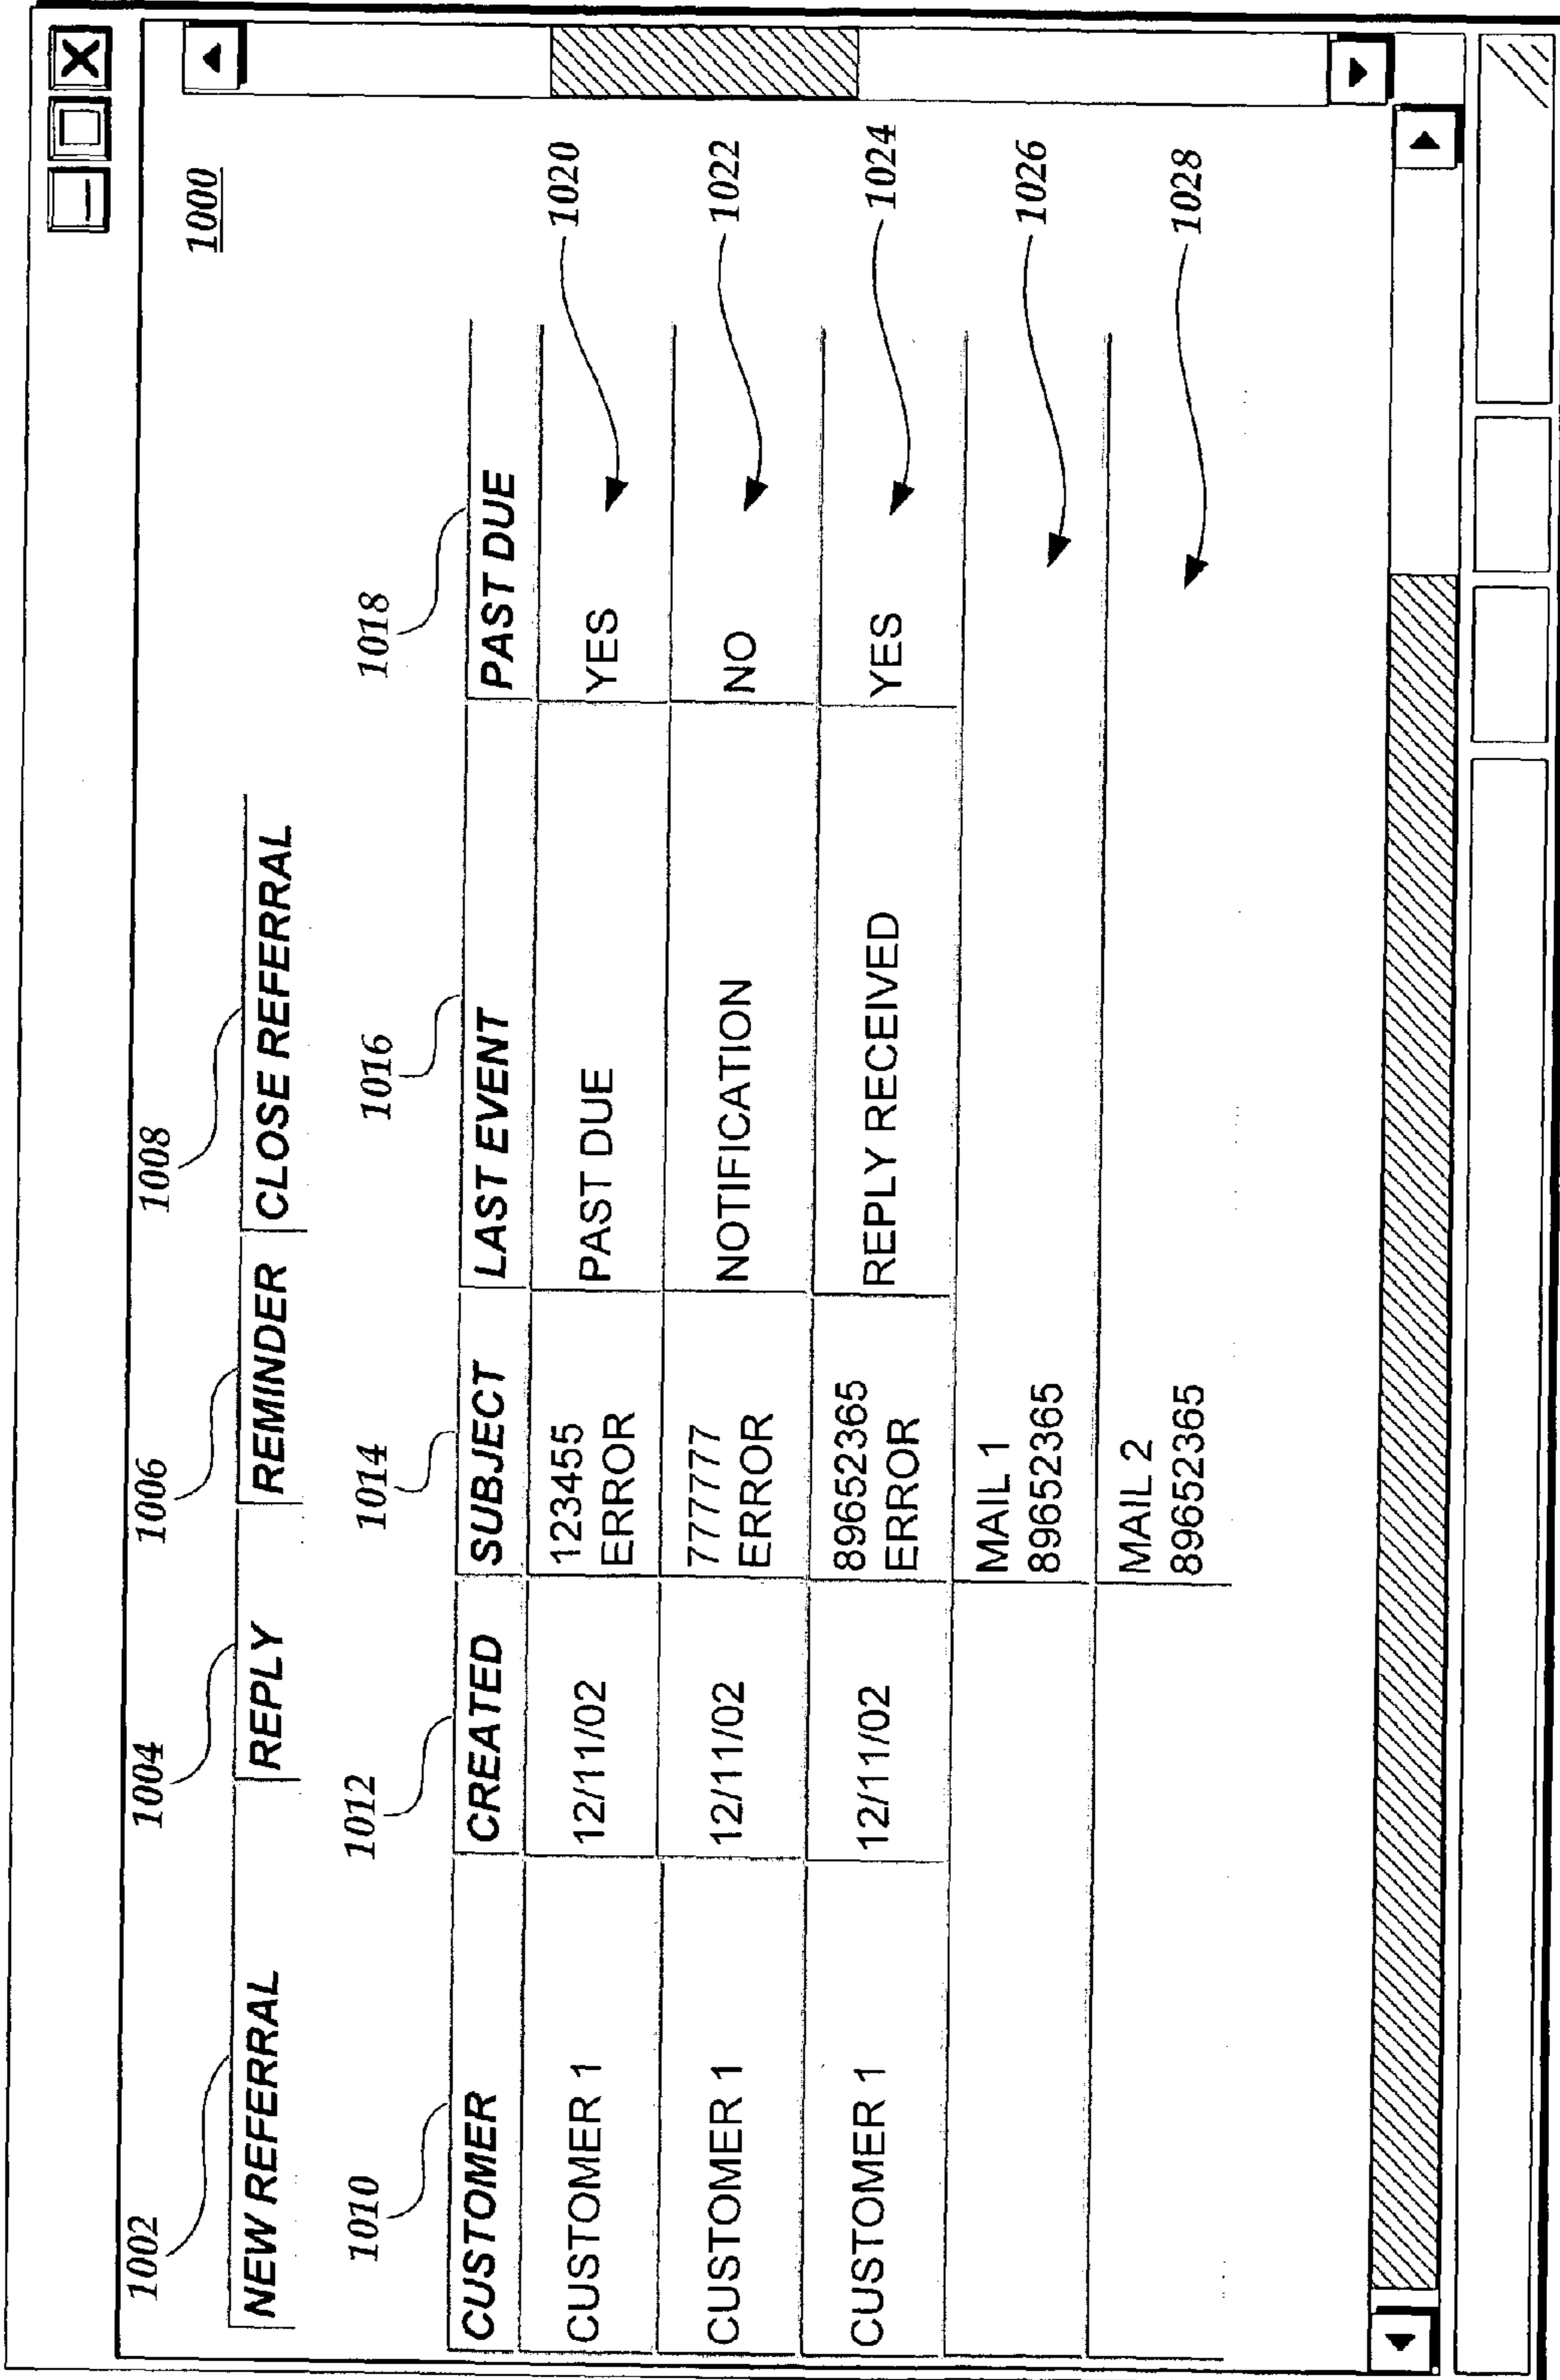 1000
1002 1004 1006 1008
NEW REFERRAL REPLY REMINDER CLOSE REFERRAL
1010 1012 1014 1016 1018
CUSTOMER CREATED SUBJECT LAST EVENT PAST DUE
CUSTOMER 1 12/11/02 123455 PAST DUE YES 1020
ERROR
CUSTOMER 1 12/11/02 777777 NOTIFICATION NO 1022
ERROR
CUSTOMER 1 12/11/02 896522365 REPLY RECEIVED YES 1024
ERROR
MAIL 1 1026
896522365
MAIL 2 1028
896522365